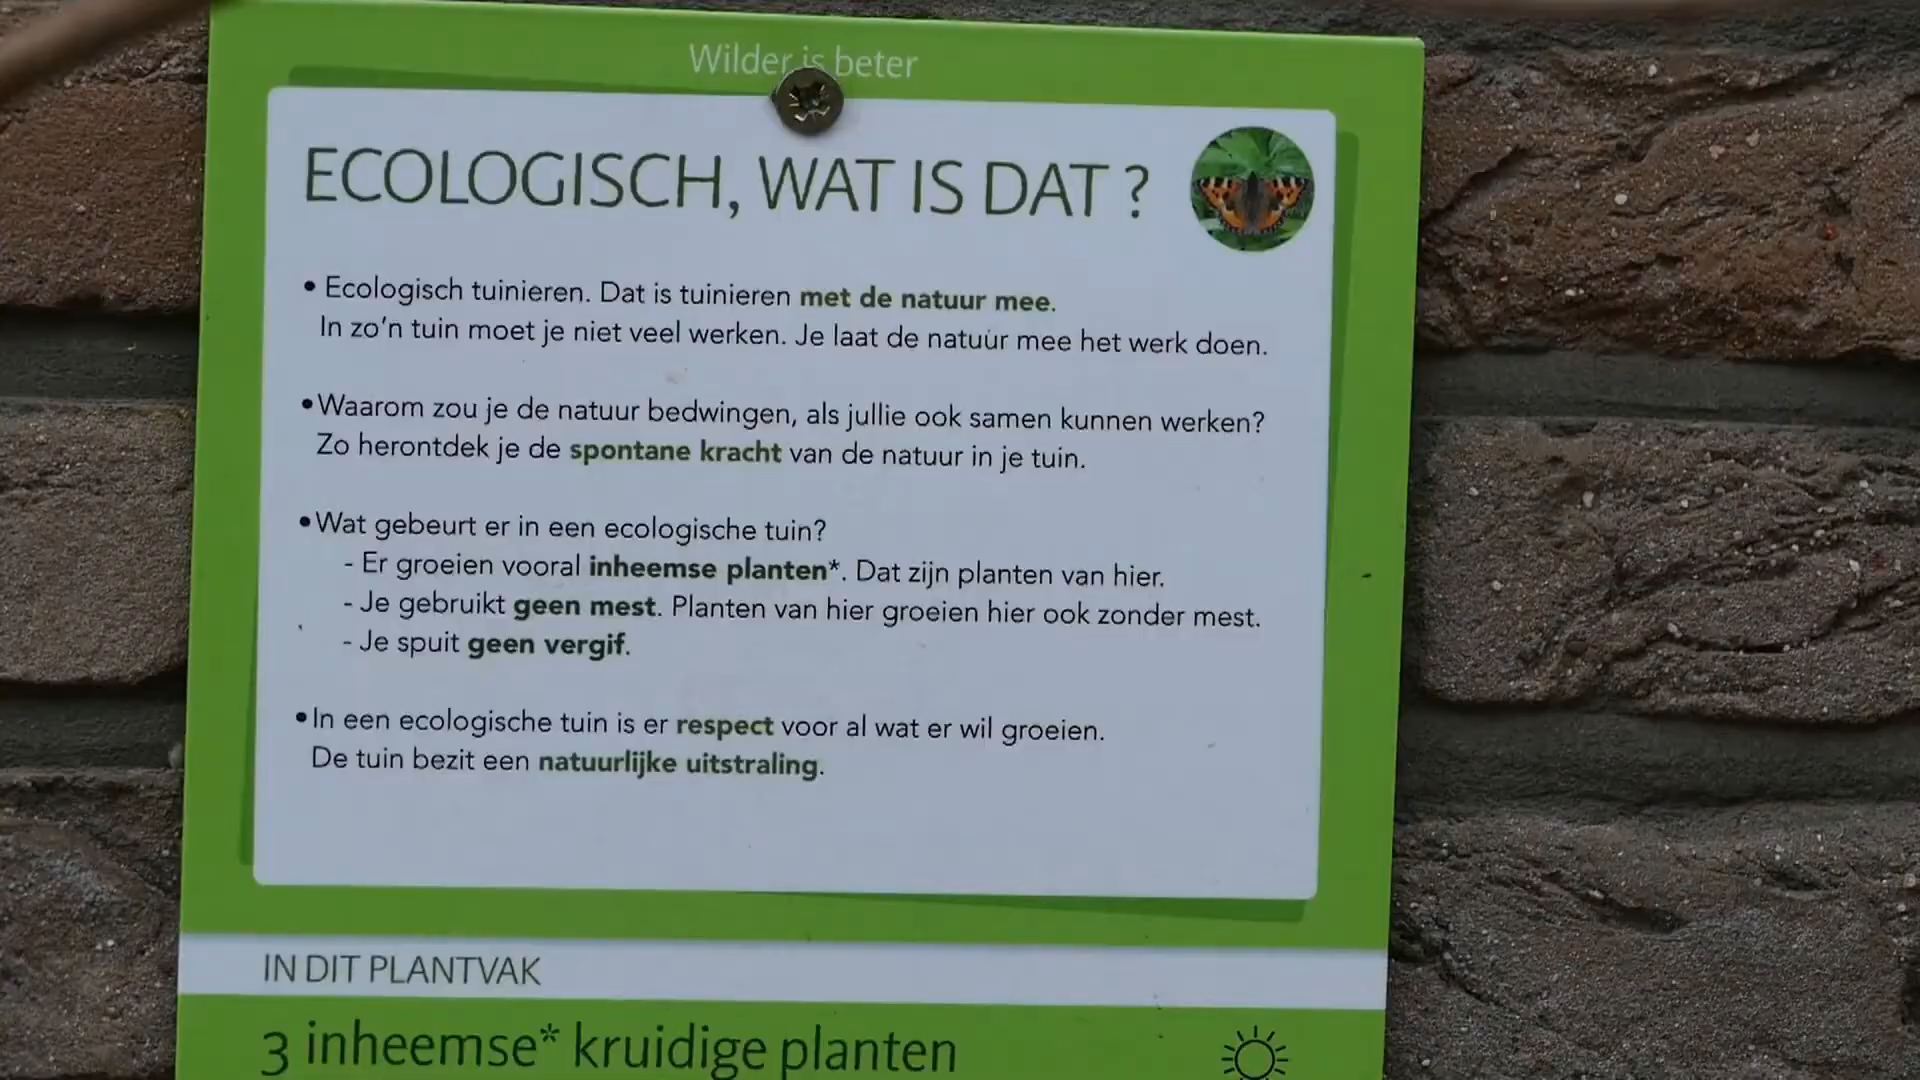 Wilder is beter
ECOLOGISCH, WAT IS DAT ?
• Ecologisch tuinieren. Dat is tuinieren met de natuur mee.
In zo'n tuin moet je niet veel werken. Je laat de natuur mee het werk doen.
• Waarom zou je de natuur bedwingen, als jullie ook samen kunnen werken?
Zo herontdek je de spontane kracht van de natuur in je tuin.
• Wat gebeurt er in een ecologische tuin?
- Er groeien vooral inheemse planten*. Dat zijn planten van hier.
- Je gebruikt geen mest. Planten van hier groeien hier ook zonder mest.
- Je spuit geen vergif.
• In een ecologische tuin is er respect voor al wat er wil groeien.
De tuin bezit een natuurlijke uitstraling.
IN DIT PLANTVAK
3 inheemse* kruidige planten